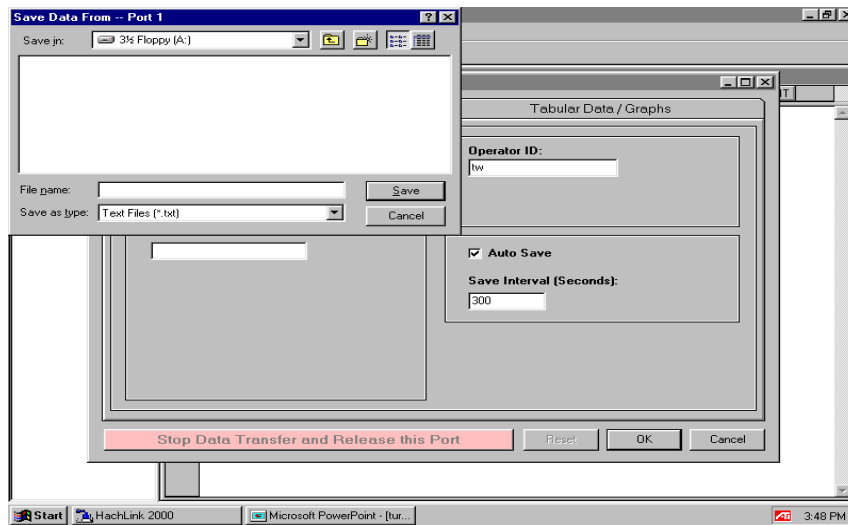 Save Data From -- Port 1
Save in: 3½ Floppy (A:)
File name:
Save
Save as type: Text Files (*.txt)
Cancel
Tabular Data / Graphs
Operator ID:
tw
Auto Save
Save Interval (Seconds):
300
Stop Data Transfer and Release this Port
Reset
OK
Cancel
Start
HachLink 2000
Microsoft PowerPoint - [tur...
ATI
3:48 PM